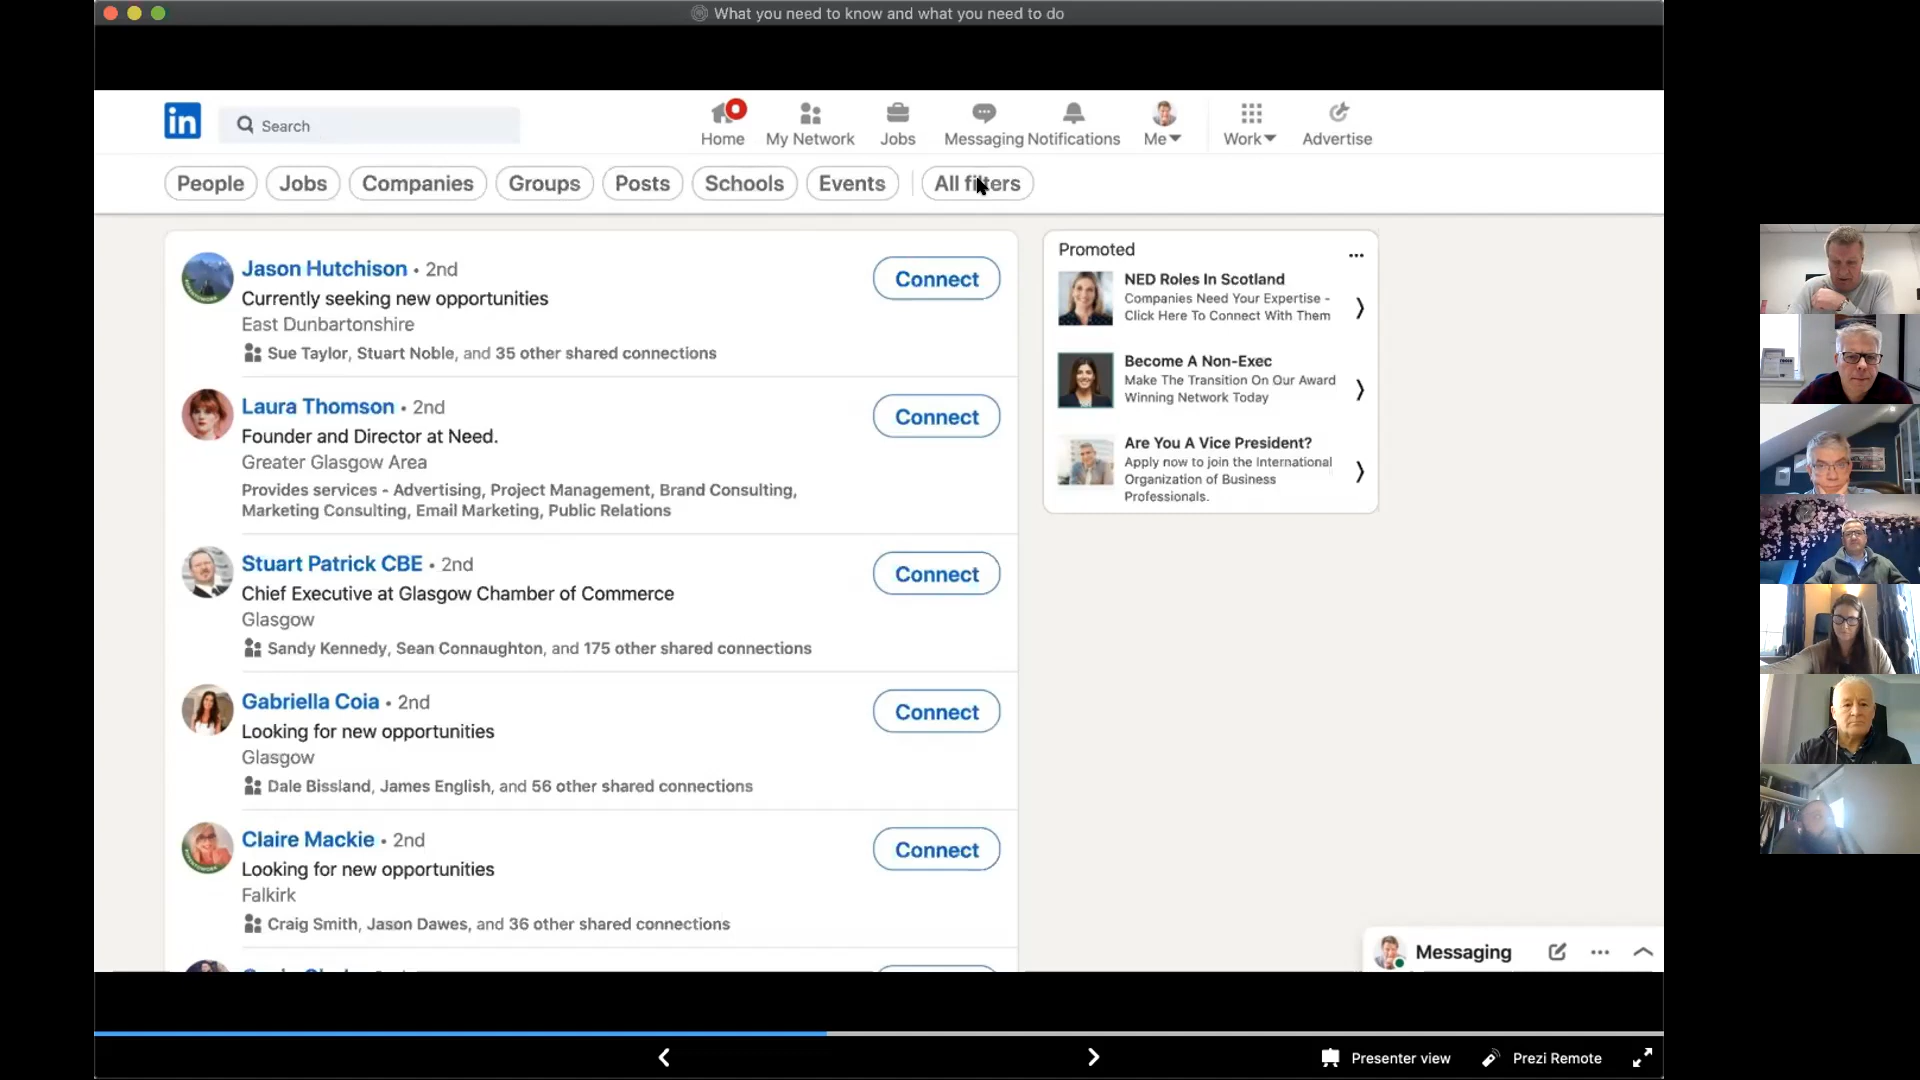 What you need to know and what you need to do
in
Search
Home
My Network
Jobs
Messaging
Notifications
Me
Work
Advertise
People
Jobs
Companies
Groups
Posts
Schools
Events
All filters
Jason Hutchison • 2nd
Connect
Currently seeking new opportunities
East Dunbartonshire
Sue Taylor, Stuart Noble, and 35 other shared connections
Laura Thomson • 2nd
Connect
Founder and Director at Need.
Greater Glasgow Area
Provides services - Advertising, Project Management, Brand Consulting,
Marketing Consulting, Email Marketing, Public Relations
Stuart Patrick CBE • 2nd
Connect
Chief Executive at Glasgow Chamber of Commerce
Glasgow
Sandy Kennedy, Sean Connaughton, and 175 other shared connections
Gabriella Coia • 2nd
Connect
Looking for new opportunities
Glasgow
Dale Bissland, James English, and 56 other shared connections
Claire Mackie • 2nd
Connect
Looking for new opportunities
Falkirk
Craig Smith, Jason Dawes, and 36 other shared connections
Promoted
NED Roles In Scotland
Companies Need Your Expertise -
Click Here To Connect With Them
Become A Non-Exec
Make The Transition On Our Award
Winning Network Today
Are You A Vice President?
Apply now to join the International
Organization of Business
Professionals.
Messaging
Presenter view
Prezi Remote